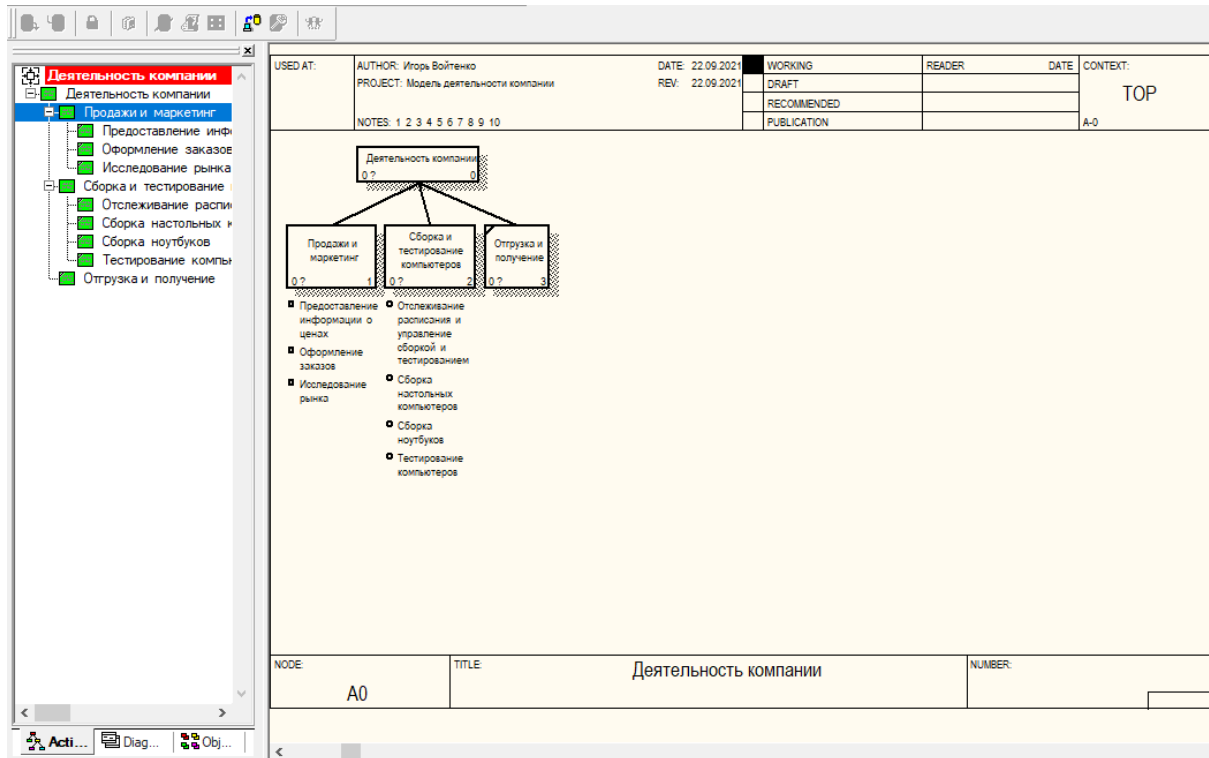 Деятельность компании
Деятельность компании
Продажи и маркетинг
Предоставление инф
Оформление заказов
Исследование рынка
Сборка и тестирование
Отслеживание распи
Сборка настольных к
Сборка ноутбуков
Тестирование компь
Отгрузка и получение
Acti... Diag... Obj...
USED AT: AUTHOR: Игорь Войтенко DATE: 22.09.2021 WORKING READER DATE CONTEXT:
PROJECT: Модель деятельности компании REV: 22.09.2021 DRAFT
TOP
RECOMMENDED
NOTES: 1 2 3 4 5 6 7 8 9 10 PUBLICATION A-0
Деятельность компании
0 ? 0
Продажи и
маркетинг
0 ? 1
Сборка и
тестирование
компьютеров
0 ? 2
Отгрузка и
получение
0 ? 3
Предоставление
информации о
ценах
Оформление
заказов
Исследование
рынка
Отслеживание
расписания и
управление
сборкой и
тестированием
Сборка
настольных
компьютеров
Сборка
ноутбуков
Тестирование
компьютеров
NODE: TITLE: Деятельность компании NUMBER:
A0